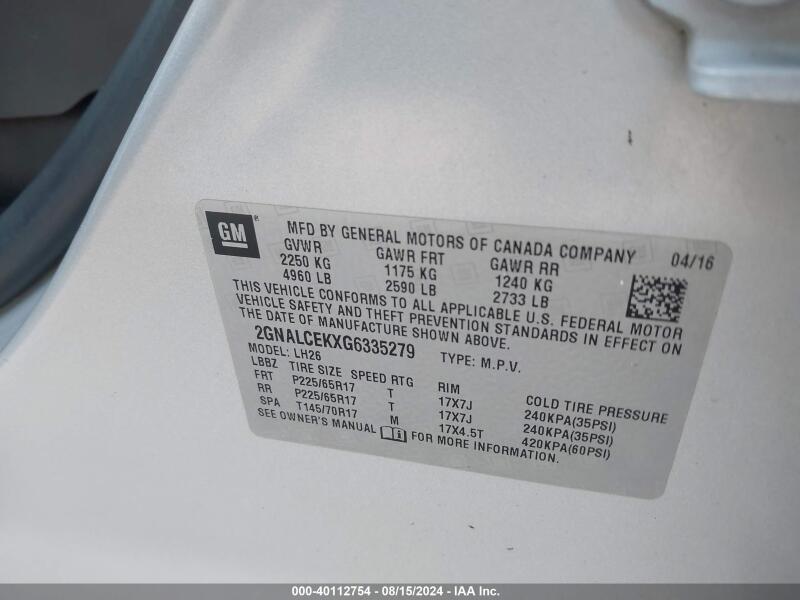 GM ®
MFD BY GENERAL MOTORS OF CANADA COMPANY 04/16
GVWR GAWR FRT GAWR RR
2250 KG 1175 KG 1240 KG
4960 LB 2590 LB 2733 LB
THIS VEHICLE CONFORMS TO ALL APPLICABLE U.S. FEDERAL MOTOR
VEHICLE SAFETY AND THEFT PREVENTION STANDARDS IN EFFECT ON
THE DATE OF MANUFACTURE SHOWN ABOVE.
2GNALCEKXG6335279 TYPE: M.P.V.
MODEL: LH26
LBBZ TIRE SIZE SPEED RTG RIM COLD TIRE PRESSURE
FRT P225/65R17 T 17X7J 240KPA(35PSI)
RR P225/65R17 T 17X7J 240KPA(35PSI)
SPA T145/70R17 M 17X4.5T 420KPA(60PSI)
SEE OWNER'S MANUAL FOR MORE INFORMATION.
000-40112754 - 08/15/2024 - IAA Inc.